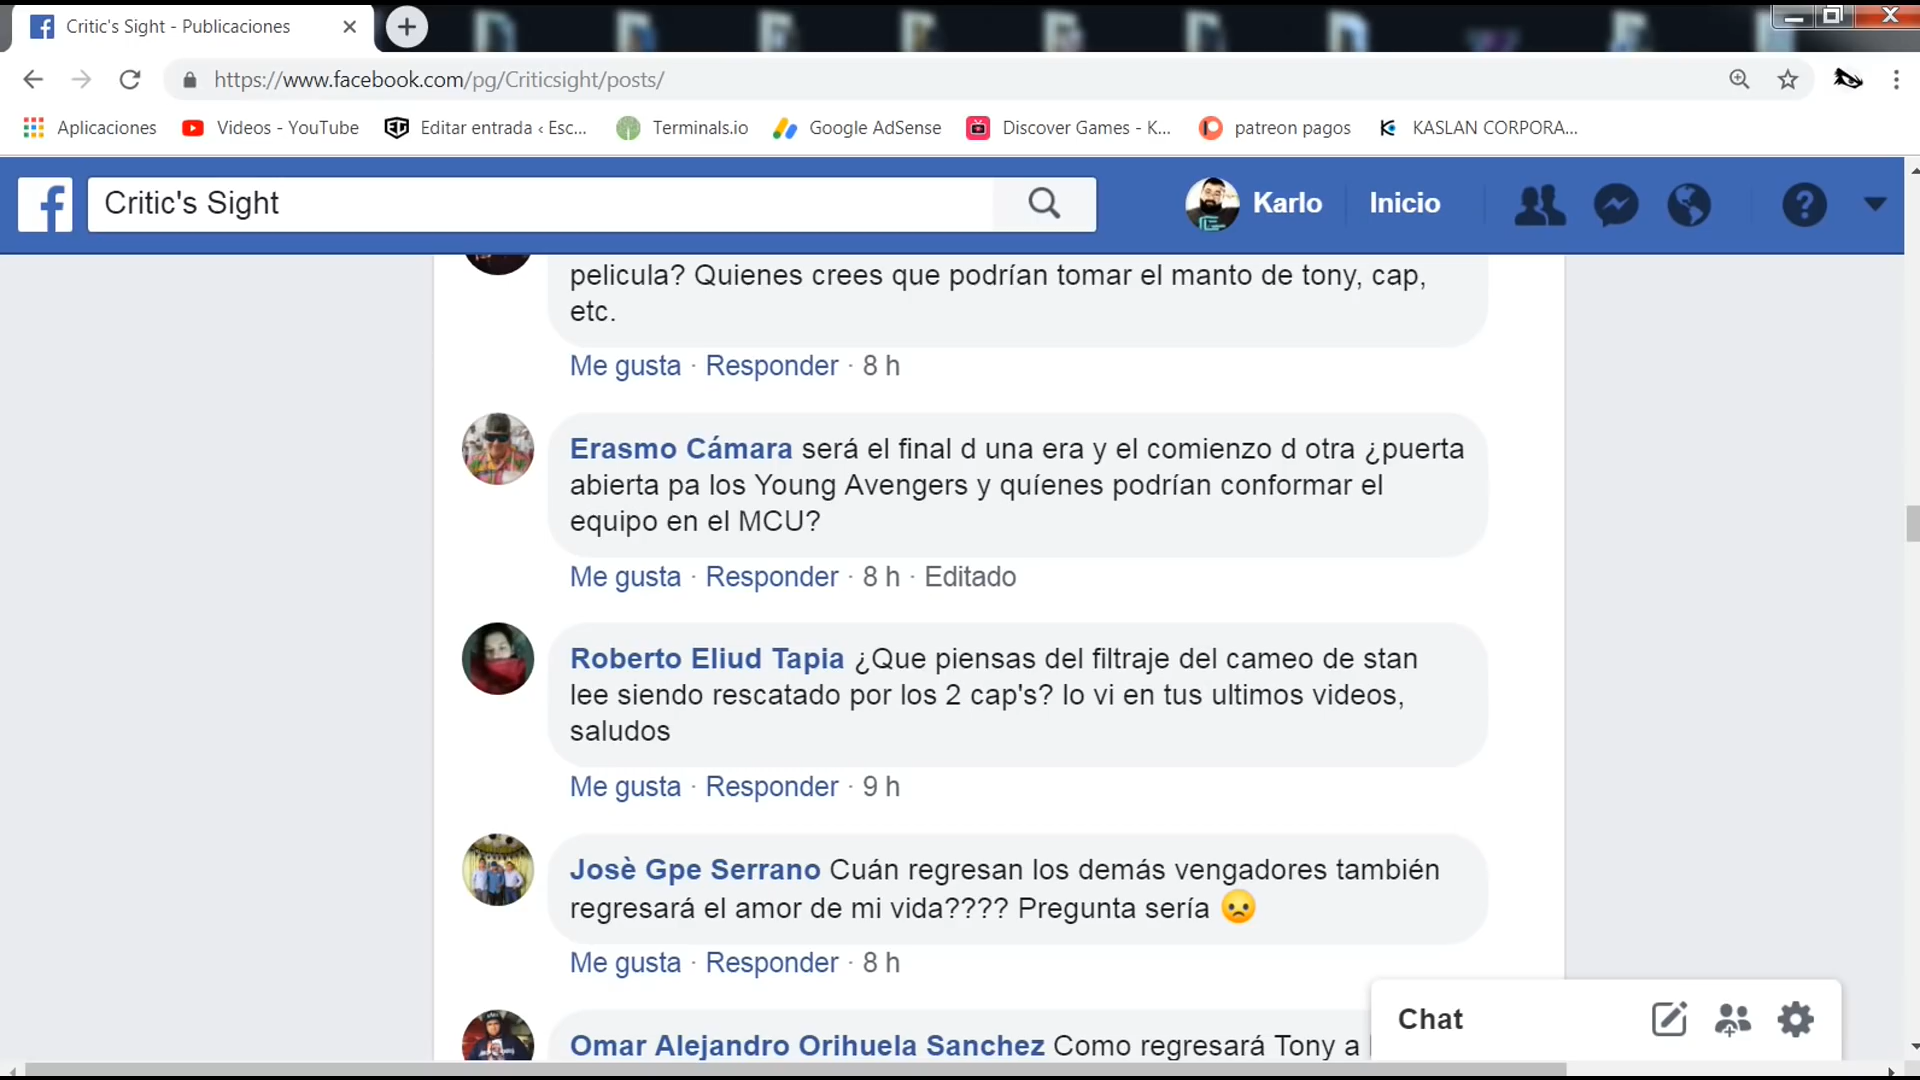 Critic's Sight - Publicaciones
https://www.facebook.com/pg/Criticsight/posts/
Aplicaciones Videos - YouTube Editar entrada ‹ Esc... Terminals.io Google AdSense Discover Games - K... patreon pagos KASLAN CORPORA...
Critic's Sight Karlo Inicio
pelicula? Quienes crees que podrían tomar el manto de tony, cap,
etc.
Me gusta · Responder · 8 h
Erasmo Cámara será el final d una era y el comienzo d otra ¿puerta
abierta pa los Young Avengers y quíenes podrían conformar el
equipo en el MCU?
Me gusta · Responder · 8 h · Editado
Roberto Eliud Tapia ¿Que piensas del filtraje del cameo de stan
lee siendo rescatado por los 2 cap's? lo vi en tus ultimos videos,
saludos
Me gusta · Responder · 9 h
Josè Gpe Serrano Cuán regresan los demás vengadores también
regresará el amor de mi vida???? Pregunta sería ☹️
Me gusta · Responder · 8 h
Chat
Omar Alejandro Orihuela Sanchez Como regresará Tony a